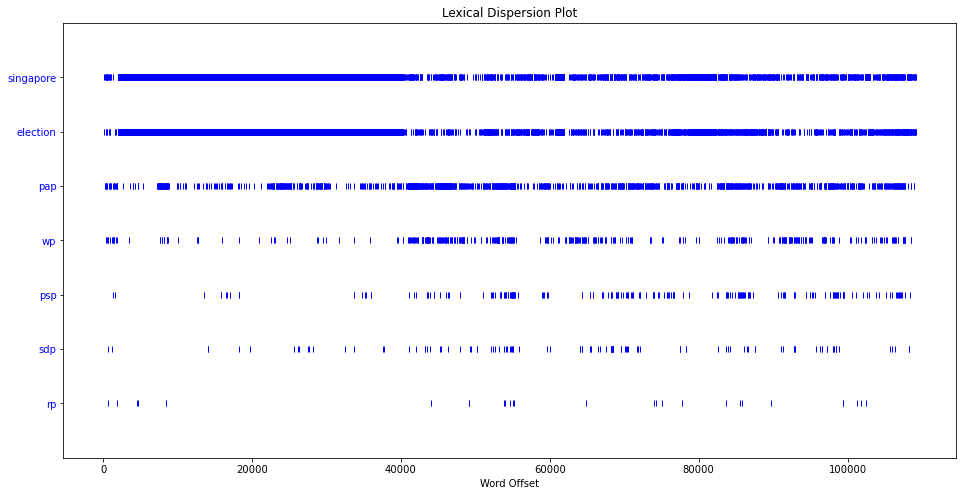 Lexical Dispersion Plot
singapore
election
pap
wp
psp
sdp
rp
0 20000 40000 60000 80000 100000
Word Offset